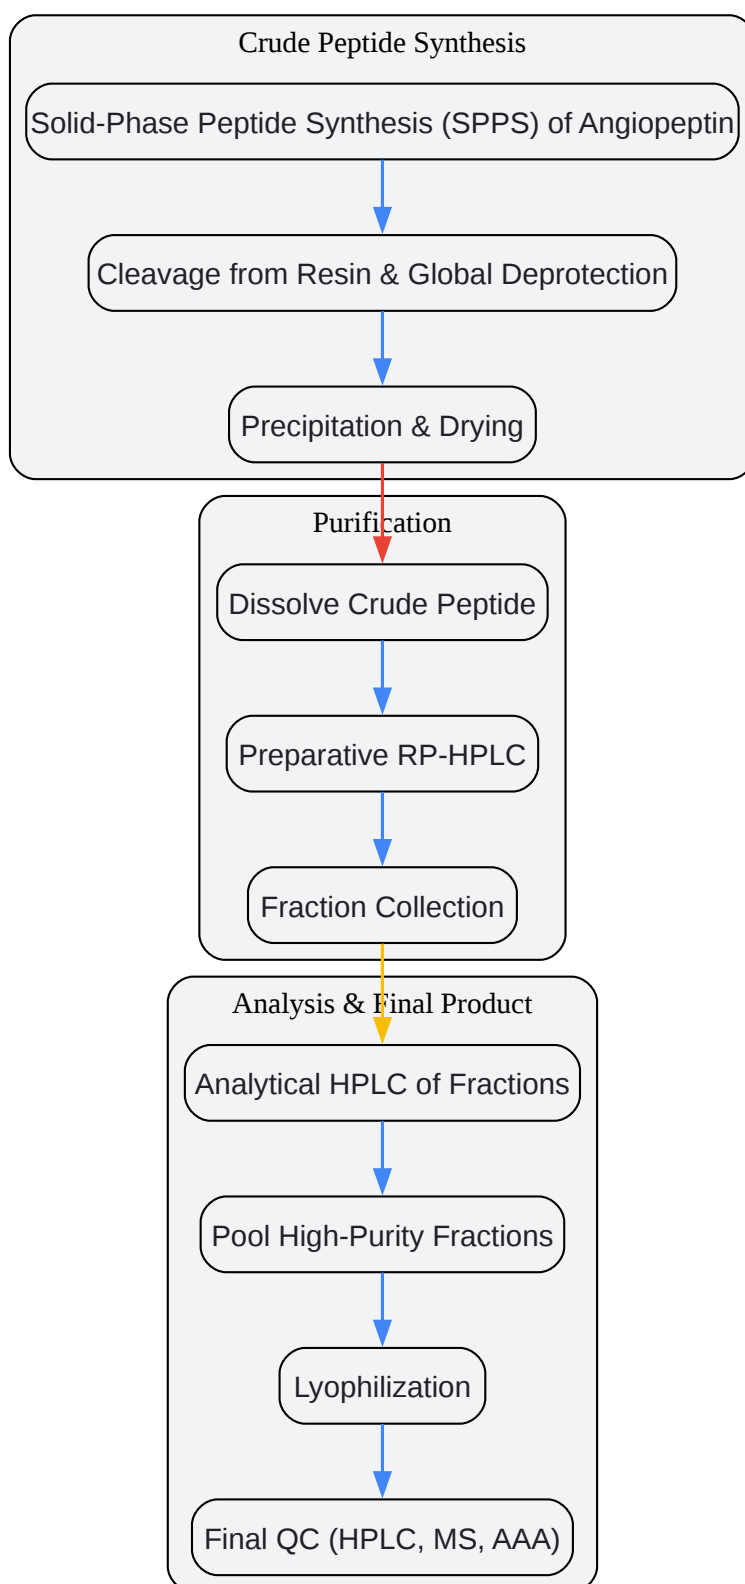 Crude Peptide Synthesis
Solid-Phase Peptide Synthesis (SPPS) of Angiopeptin
Cleavage from Resin & Global Deprotection
Precipitation & Drying
Purification
Dissolve Crude Peptide
Preparative RP-HPLC
Fraction Collection
Analysis & Final Product
Analytical HPLC of Fractions
Pool High-Purity Fractions
Lyophilization
Final QC (HPLC, MS, AAA)